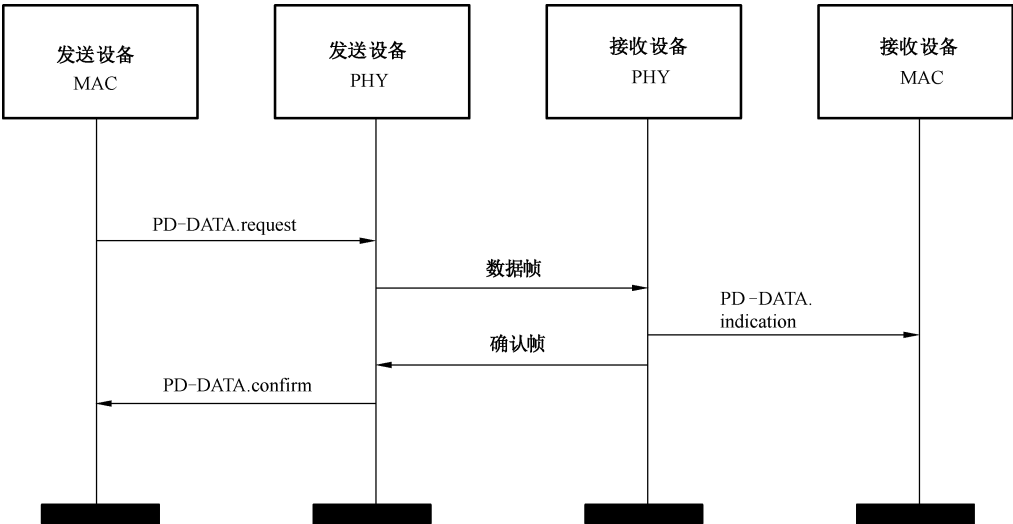 发送设备
MAC
发送设备
PHY
接收设备
PHY
接收设备
MAC
PD-DATA.request
数据帧
PD-DATA.
indication
确认帧
PD-DATA.confirm